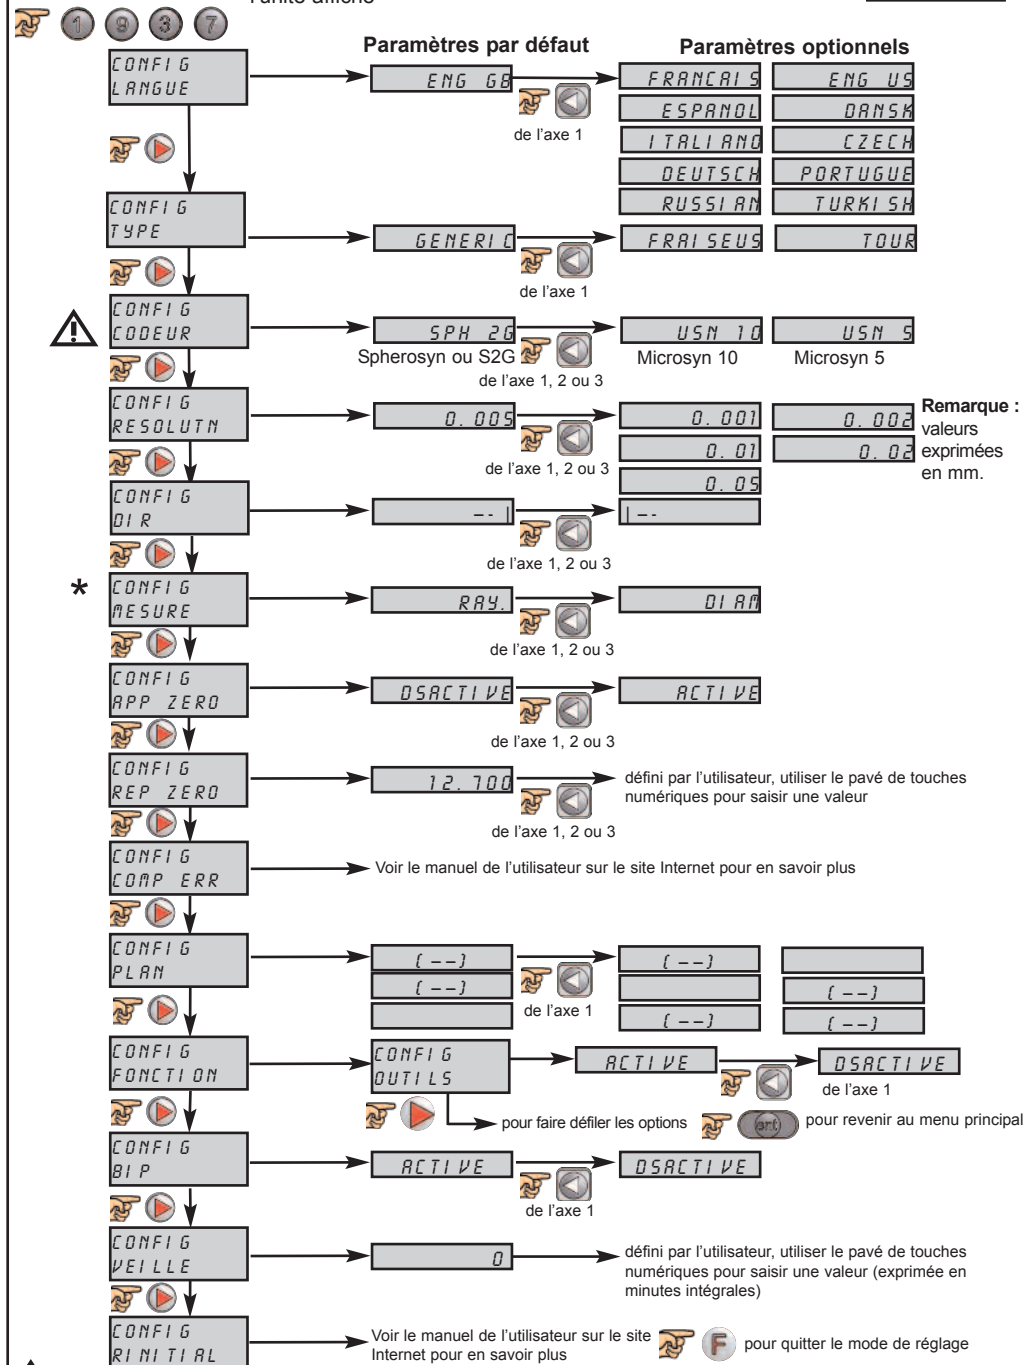 1 9 3 7
Paramètres par défaut
Paramètres optionnels
CONFIG
LANGUE
ENG GB
de l'axe 1
FRANCAIS
ENG US
ESPANOL
DANSK
ITALIANO
CZECH
DEUTSCH
PORTUGUE
RUSSIAN
TURKISH
CONFIG
TYPE
GENERIC
de l'axe 1
FRAISEUS
TOUR
CONFIG
CODEUR
SPH 2G
Spherosyn ou S2G
de l'axe 1, 2 ou 3
USN 10
Microsyn 10
USN 5
Microsyn 5
CONFIG
RESOLUTN
0.005
de l'axe 1, 2 ou 3
0.001
0.002
0.01
0.02
0.05
Remarque :
valeurs
exprimées
en mm.
CONFIG
DIR
--|
de l'axe 1, 2 ou 3
|--
*
CONFIG
MESURE
RAY.
de l'axe 1, 2 ou 3
DIAM
CONFIG
APP ZERO
DSACTIVE
de l'axe 1, 2 ou 3
ACTIVE
CONFIG
REP ZERO
12.700
de l'axe 1, 2 ou 3
défini par l'utilisateur, utiliser le pavé de touches
numériques pour saisir une valeur
CONFIG
COMP ERR
Voir le manuel de l'utilisateur sur le site Internet pour en savoir plus
CONFIG
PLAN
(--)
(--)
de l'axe 1
(--)
(--)
(--)
(--)
CONFIG
FONCTION
CONFIG
OUTILS
ACTIVE
de l'axe 1
DSACTIVE
pour faire défiler les options
ent
pour revenir au menu principal
CONFIG
BIP
ACTIVE
de l'axe 1
DSACTIVE
CONFIG
VEILLE
0
défini par l'utilisateur, utiliser le pavé de touches
numériques pour saisir une valeur (exprimée en
minutes intégrales)
CONFIG
RINITIAL
Voir le manuel de l'utilisateur sur le site
Internet pour en savoir plus
F
pour quitter le mode de réglage